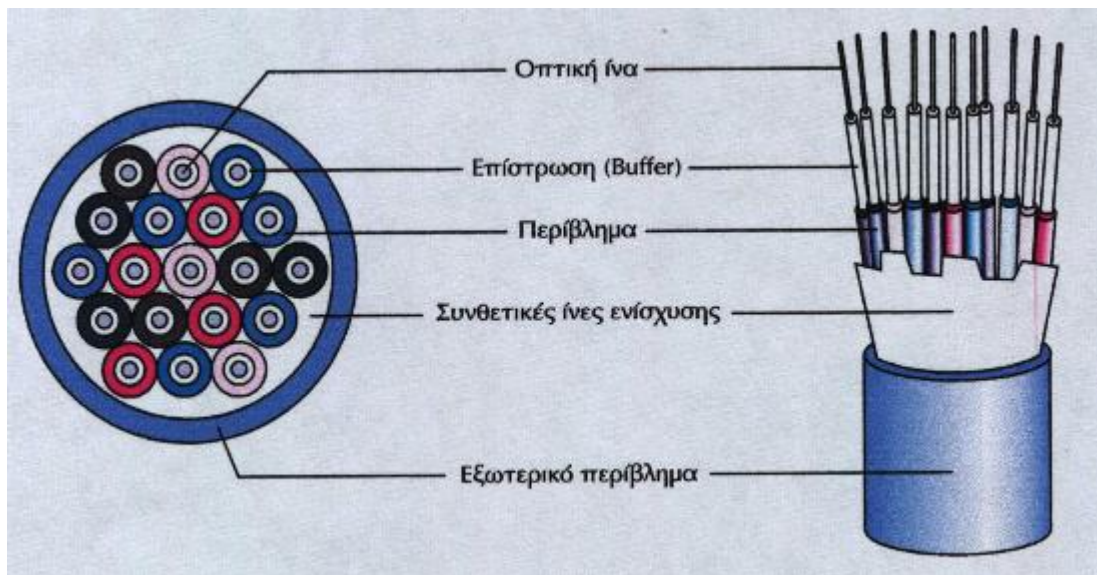 Οπτική ίνα
Επίστρωση (Buffer)
Περίβλημα
Συνθετικές ίνες ενίσχυσης
Εξωτερικό περίβλημα